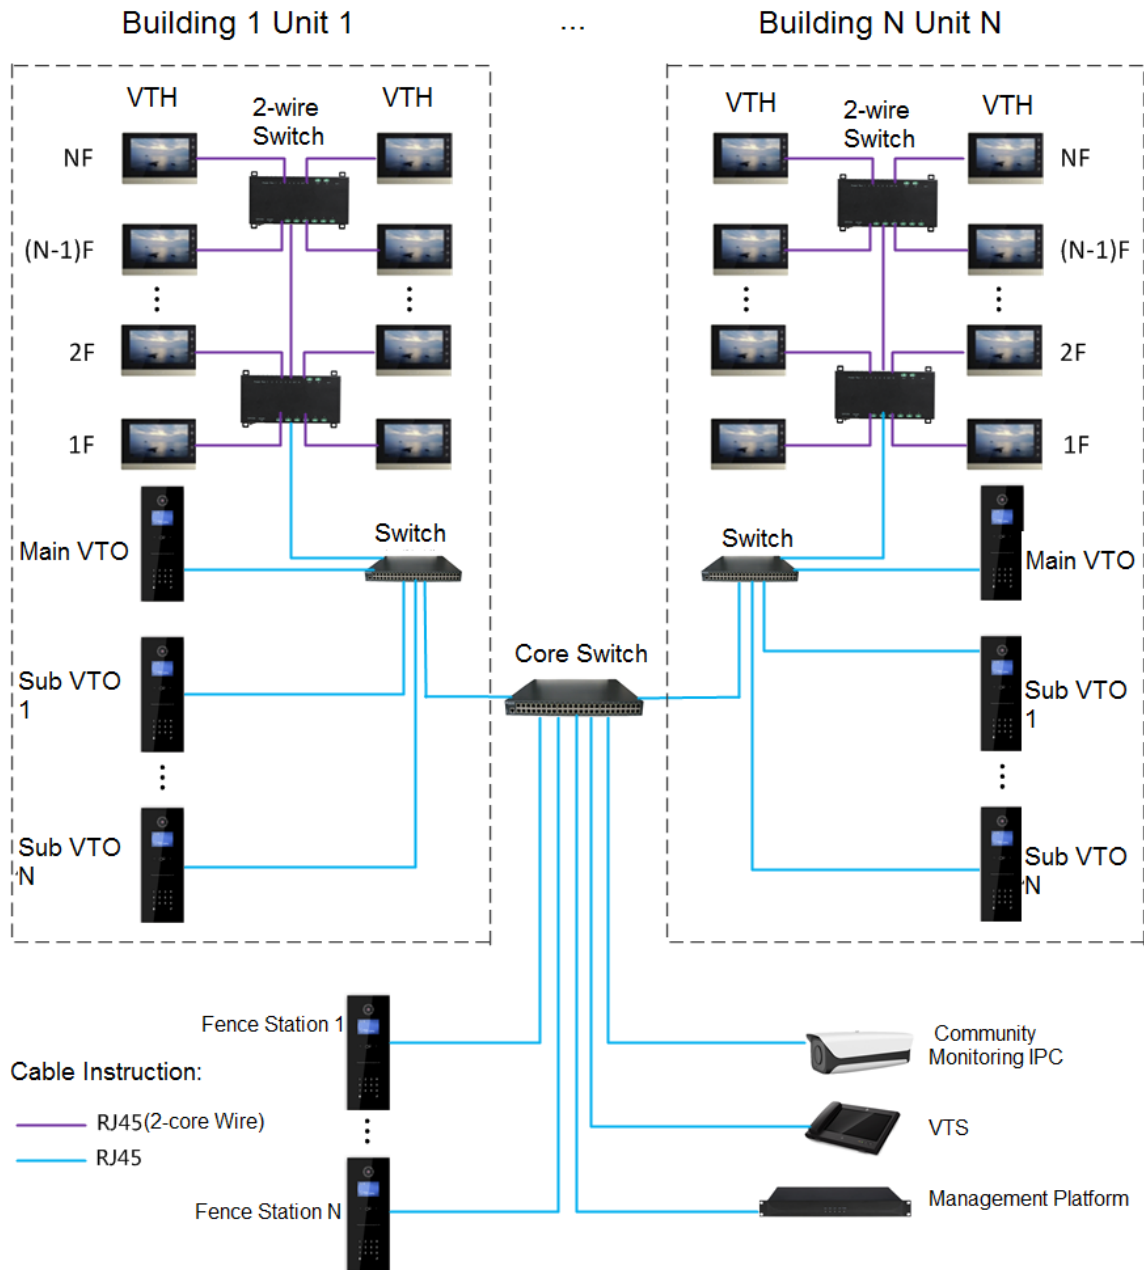 Building 1 Unit 1
...
Building N Unit N
VTH
2-wire
Switch
VTH
NF
(N-1)F
2F
1F
Main VTO
Switch
Sub VTO
1
Sub VTO
N
VTH
2-wire
Switch
VTH
NF
(N-1)F
2F
1F
Switch
Main VTO
Sub VTO
1
Sub VTO
N
Core Switch
Fence Station 1
Fence Station N
Cable Instruction:
RJ45(2-core Wire)
RJ45
Community
Monitoring IPC
VTS
Management Platform